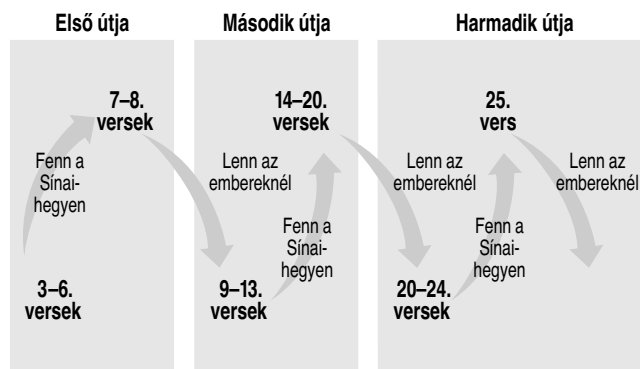 Első útja
7–8.
versek
Fenn a
Sínai-
hegyen
3–6.
versek
Második útja
14–20.
versek
Lenn az
embereknél
Fenn a
Sínai-
hegyen
9–13.
versek
Harmadik útja
25.
vers
Lenn az
embereknél
Fenn a
Sínai-
hegyen
20–24.
versek
Lenn az
embereknél